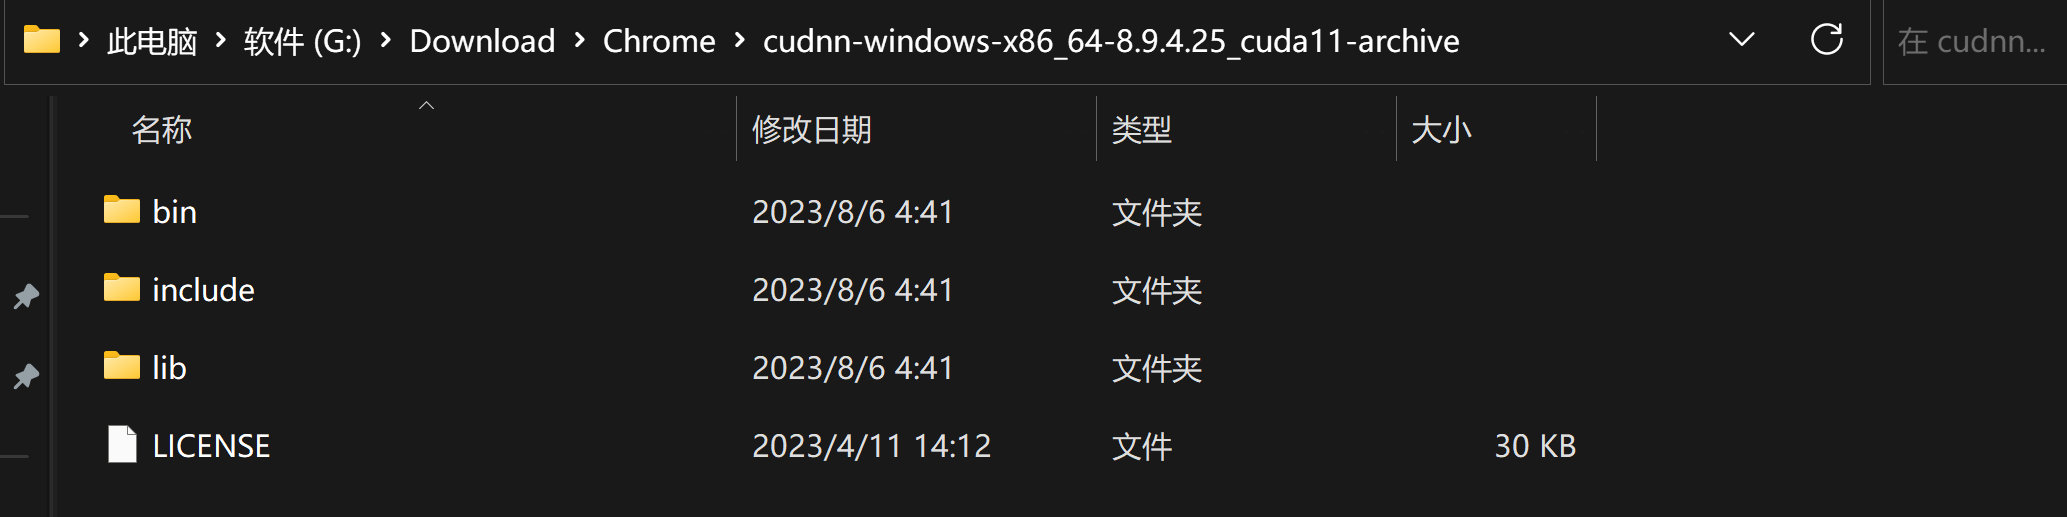 此电脑 软件 (G:) Download Chrome cudnn-windows-x86_64-8.9.4.25_cuda11-archive 在 cudnn...
名称 修改日期 类型 大小
bin 2023/8/6 4:41 文件夹
include 2023/8/6 4:41 文件夹
lib 2023/8/6 4:41 文件夹
LICENSE 2023/4/11 14:12 文件 30 KB